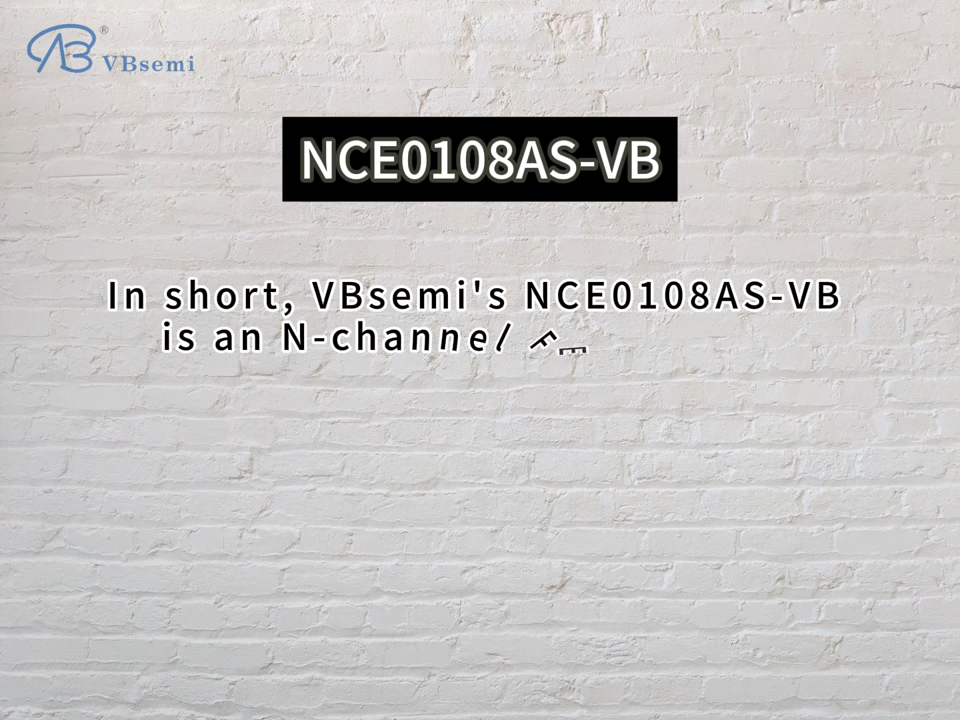 VBsemi
NCE0108AS-VB
In short, VBsemi's NCE0108AS-VB
is an N-channel